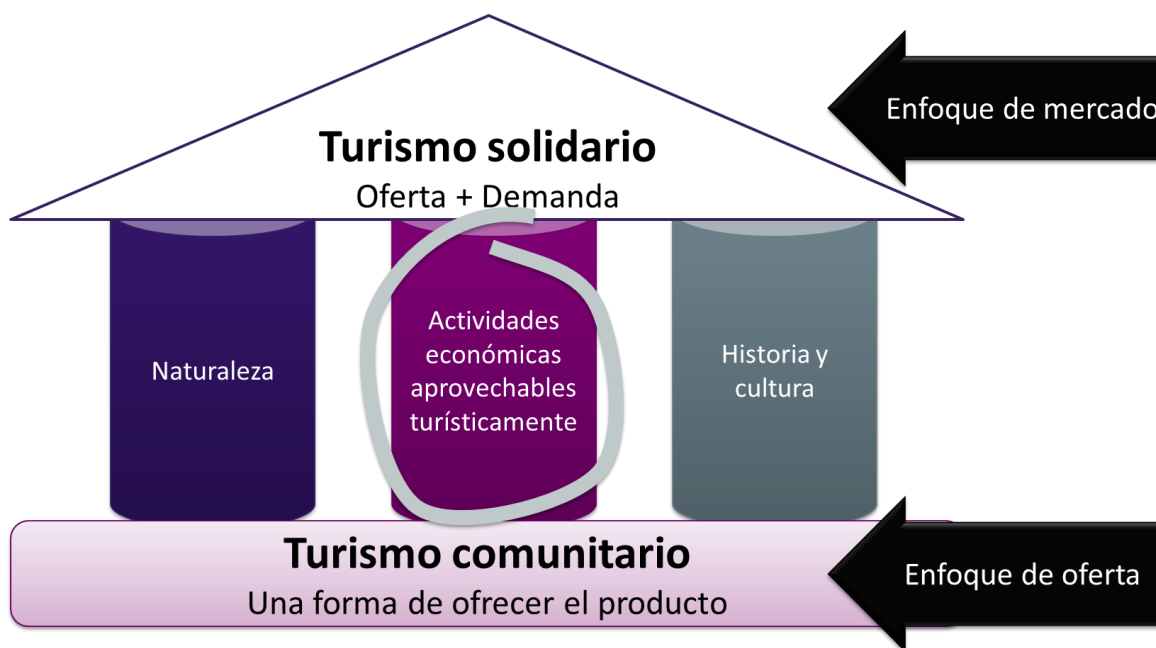 Enfoque de mercado
Turismo solidario
Oferta + Demanda
Naturaleza
Actividades
económicas
aprovechables
turísticamente
Historia y
cultura
Turismo comunitario
Una forma de ofrecer el producto
Enfoque de oferta